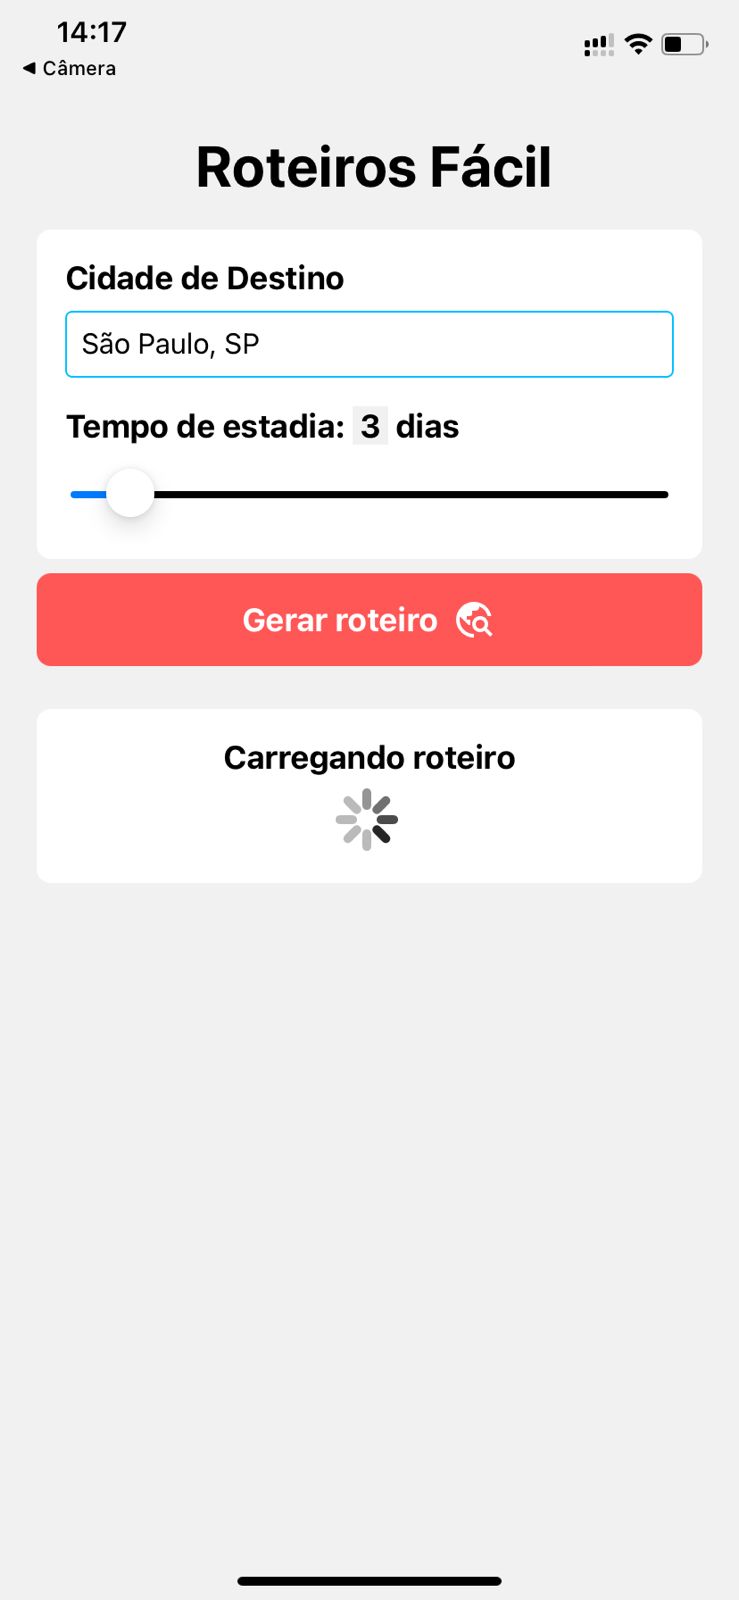 14:17
◀ Câmera
Roteiros Fácil
Cidade de Destino
São Paulo, SP
Tempo de estadia: 3 dias
Gerar roteiro
Carregando roteiro